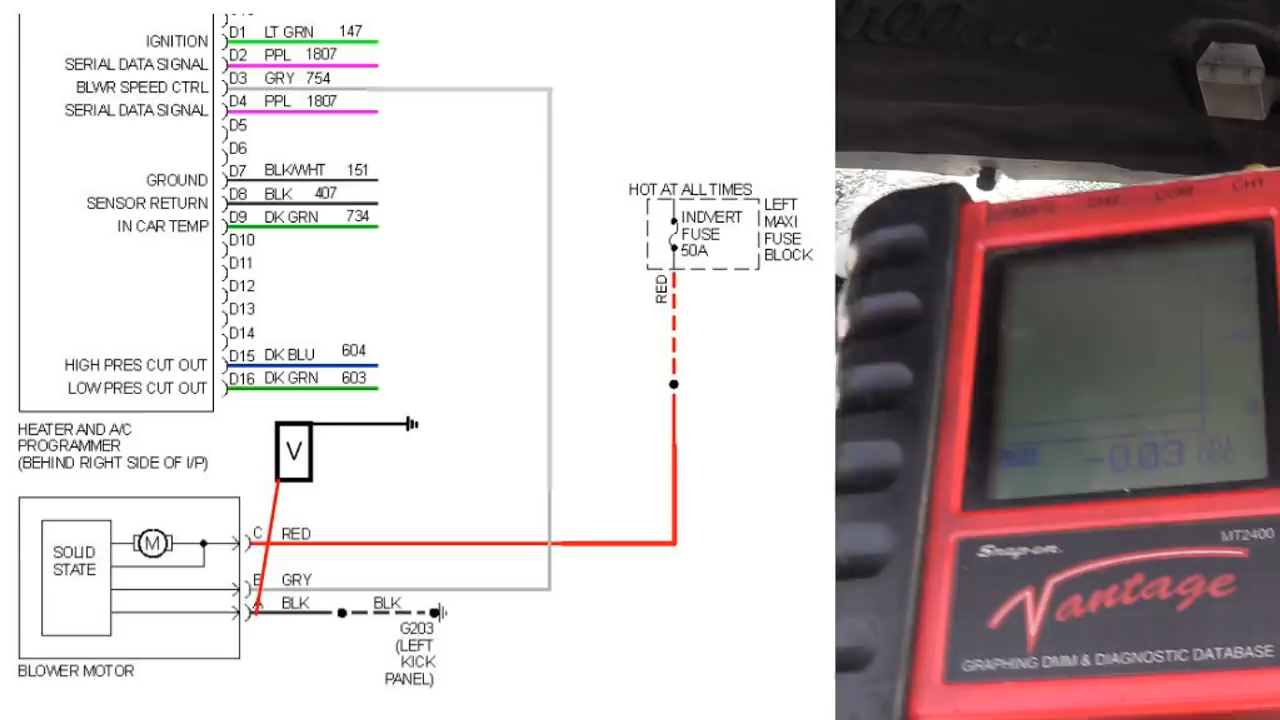 D1 LT GRN 147
IGNITION
D2 PPL 1807
SERIAL DATA SIGNAL
D3 GRY 754
BLWR SPEED CTRL
D4 PPL 1807
SERIAL DATA SIGNAL
D5
D6
D7 BLK/WHT 151
GROUND
D8 BLK 407
SENSOR RETURN
D9 DK GRN 734
IN CAR TEMP
D10
D11
D12
D13
D14
D15 DK BLU 604
HIGH PRES CUT OUT
D16 DK GRN 603
LOW PRES CUT OUT
HEATER AND A/C
PROGRAMMER
(BEHIND RIGHT SIDE OF I/P)
HOT AT ALL TIMES
INDVERT
FUSE
50A
LEFT
MAXI
FUSE
BLOCK
RED
V
C RED
M
SOLID
STATE
B GRY
A BLK BLK
G203
(LEFT
KICK
PANEL)
BLOWER MOTOR
CH2 COM CH1
-0.03
MT2400
Snap-on
Vantage
GRAPHING DMM & DIAGNOSTIC DATABASE